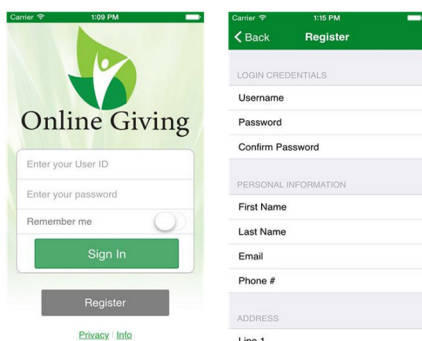 Carrier 1:09 PM
Online Giving
Enter your User ID
Enter your password
Remember me
Sign In
Register
Privacy | Info
Carrier 1:15 PM
Back Register
LOGIN CREDENTIALS
Username
Password
Confirm Password
PERSONAL INFORMATION
First Name
Last Name
Email
Phone #
ADDRESS
Line 1